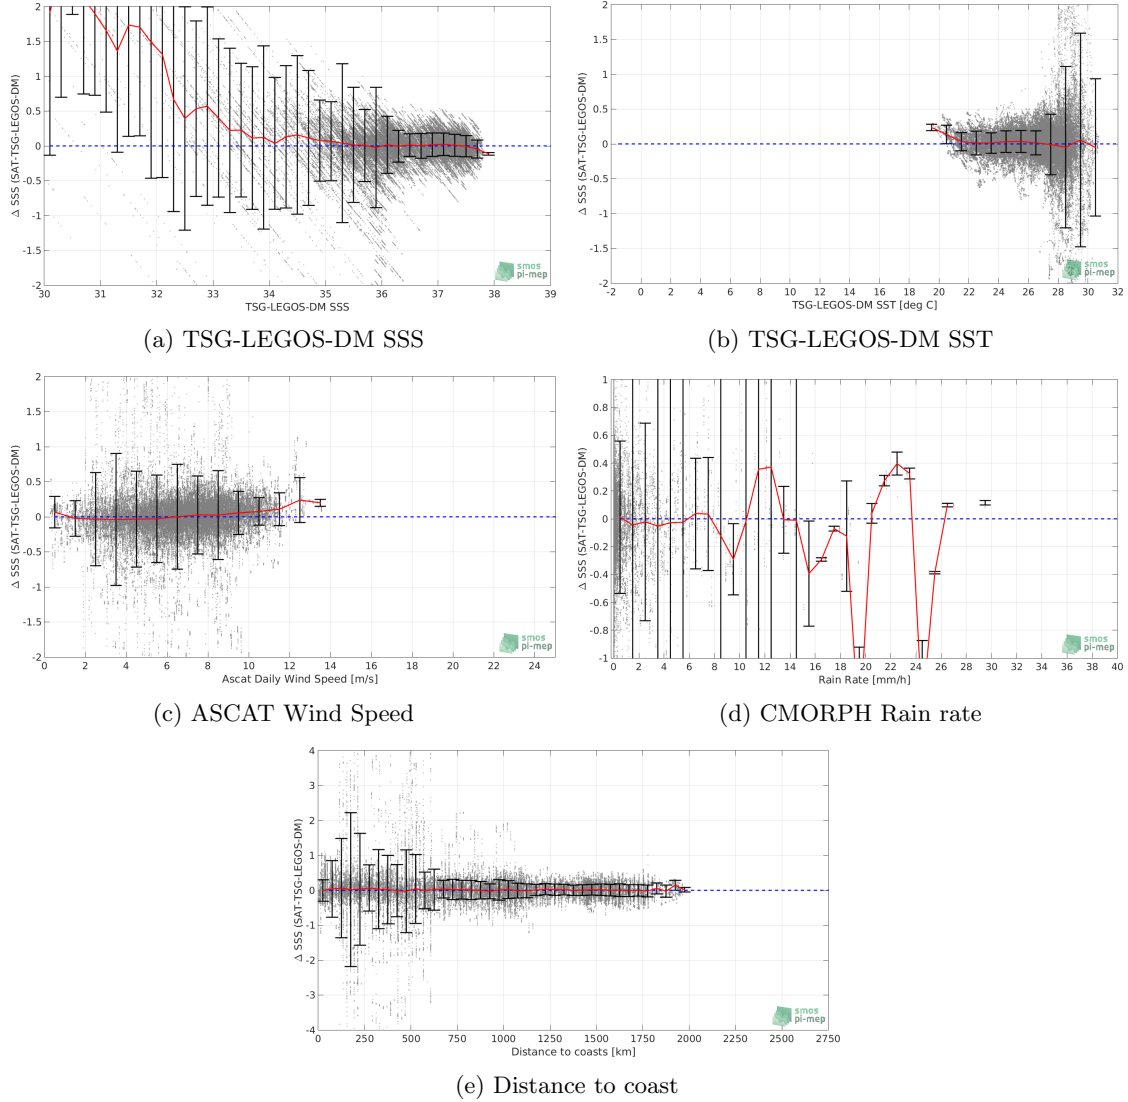 2
1.5
1
0.5
0
-0.5
-1
-1.5
-2
Δ SSS (SAT-TSG-LEGOS-DM)
30 31 32 33 34 35 36 37 38 39
TSG-LEGOS-DM SSS
smos
pi-mep
(a) TSG-LEGOS-DM SSS
2
1.5
1
0.5
0
-0.5
-1
-1.5
-2
Δ SSS (SAT-TSG-LEGOS-DM)
-2 0 2 4 6 8 10 12 14 16 18 20 22 24 26 28 30 32
TSG-LEGOS-DM SST [deg C]
smos
pi-mep
(b) TSG-LEGOS-DM SST
2
1.5
1
0.5
0
-0.5
-1
-1.5
-2
Δ SSS (SAT-TSG-LEGOS-DM)
0 2 4 6 8 10 12 14 16 18 20 22 24
Ascat Daily Wind Speed [m/s]
smos
pi-mep
(c) ASCAT Wind Speed
1
0.8
0.6
0.4
0.2
0
-0.2
-0.4
-0.6
-0.8
-1
Δ SSS (SAT-TSG-LEGOS-DM)
0 2 4 6 8 10 12 14 16 18 20 22 24 26 28 30 32 34 36 38 40
Rain Rate [mm/h]
smos
pi-mep
(d) CMORPH Rain rate
4
3
2
1
0
-1
-2
-3
-4
Δ SSS (SAT-TSG-LEGOS-DM)
0 250 500 750 1000 1250 1500 1750 2000 2250 2500 2750
Distance to coasts [km]
smos
pi-mep
(e) Distance to coast